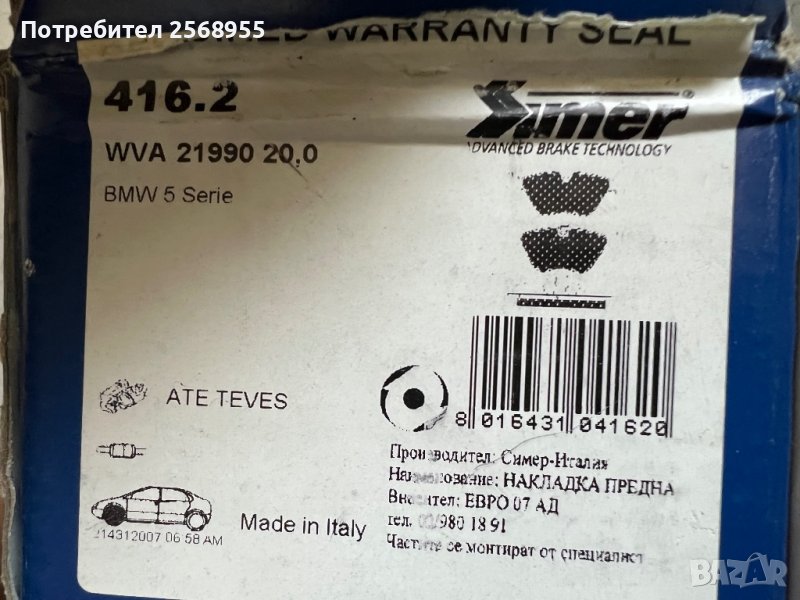 Потребител 2568955
WARRANTY SEAL
416.2
Simer®
ADVANCED BRAKE TECHNOLOGY
WVA 21990 20,0
BMW 5 Serie
ATE TEVES
8 016431 041620
Производител: Симер-Италия
Наименование: НАКЛАДКА ПРЕДНА
Вносител: ЕВРО 07 АД
тел. /980 18 91
Частите се монтират от специалист
Made in Italy
214312007 06:58 AM
BAZAR